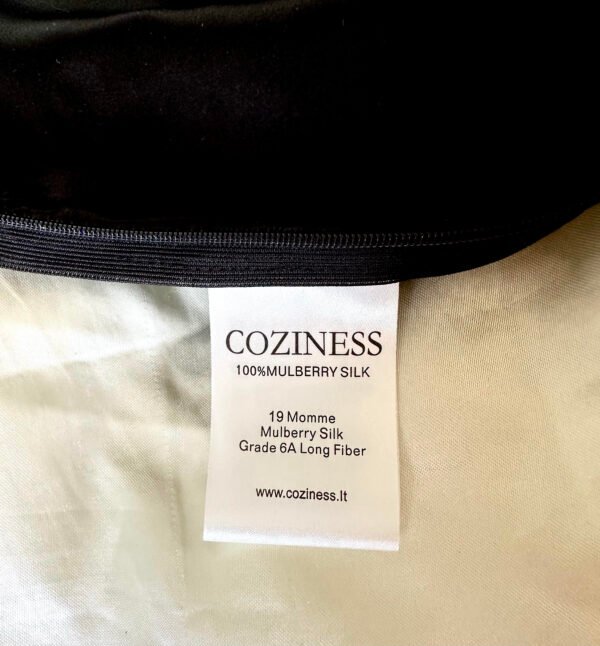 COZINESS
100%MULBERRY SILK
19 Momme
Mulberry Silk
Grade 6A Long Fiber
www.coziness.lt